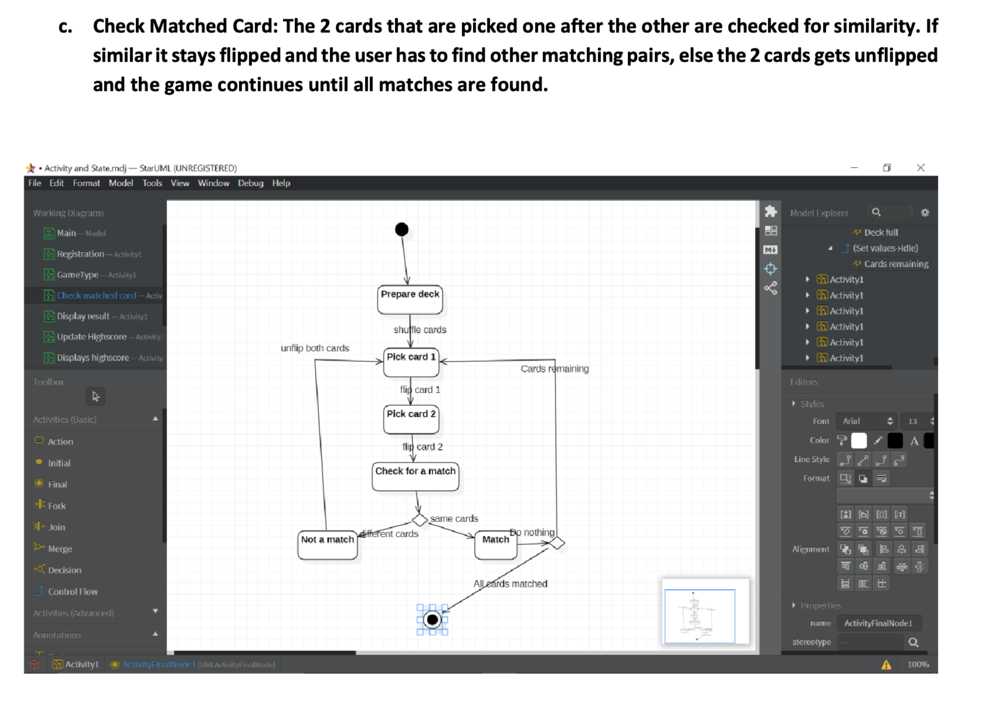 c. Check Matched Card: The 2 cards that are picked one after the other are checked for similarity. If
similar it stays flipped and the user has to find other matching pairs, else the 2 cards gets unflipped
and the game continues until all matches are found.
• Activity and State.mdj — StarUML (UNREGISTERED)
File Edit Format Model Tools View Window Debug Help
Working Diagrams
Main — Model
Registration — Activity1
GameType — Activity1
Check matched card — Activ
Display result — Activity1
Update Highscore — Activity1
Displays highscore — Activity
Toolbox
Activities (Basic)
Action
Initial
Final
Fork
Join
Merge
Decision
Control Flow
Activities (Advanced)
Annotations
Prepare deck
shuffle cards
unflip both cards
Pick card 1
Cards remaining
flip card 1
Pick card 2
flip card 2
Check for a match
same cards
different cards
Not a match
Match
Do nothing
All cards matched
M
Model Explorer
Deck full
(Set values→idle)
Cards remaining
Activity1
Activity1
Activity1
Activity1
Activity1
Activity1
Editors
Styles
Font Arial 13
Color A
Line Style
Format
Alignment
Properties
name ActivityFinalNode1
stereotype —
Activity1 ActivityFinalNode1 [UMLActivityFinalNode]
100%